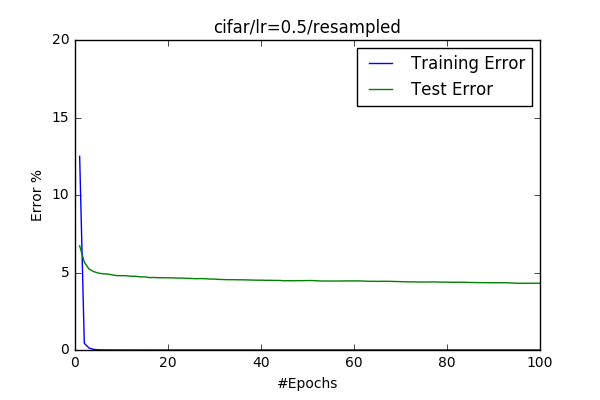 cifar/lr=0.5/resampled
20
15
10
5
0
Error %
Training Error
Test Error
0 20 40 60 80 100
#Epochs